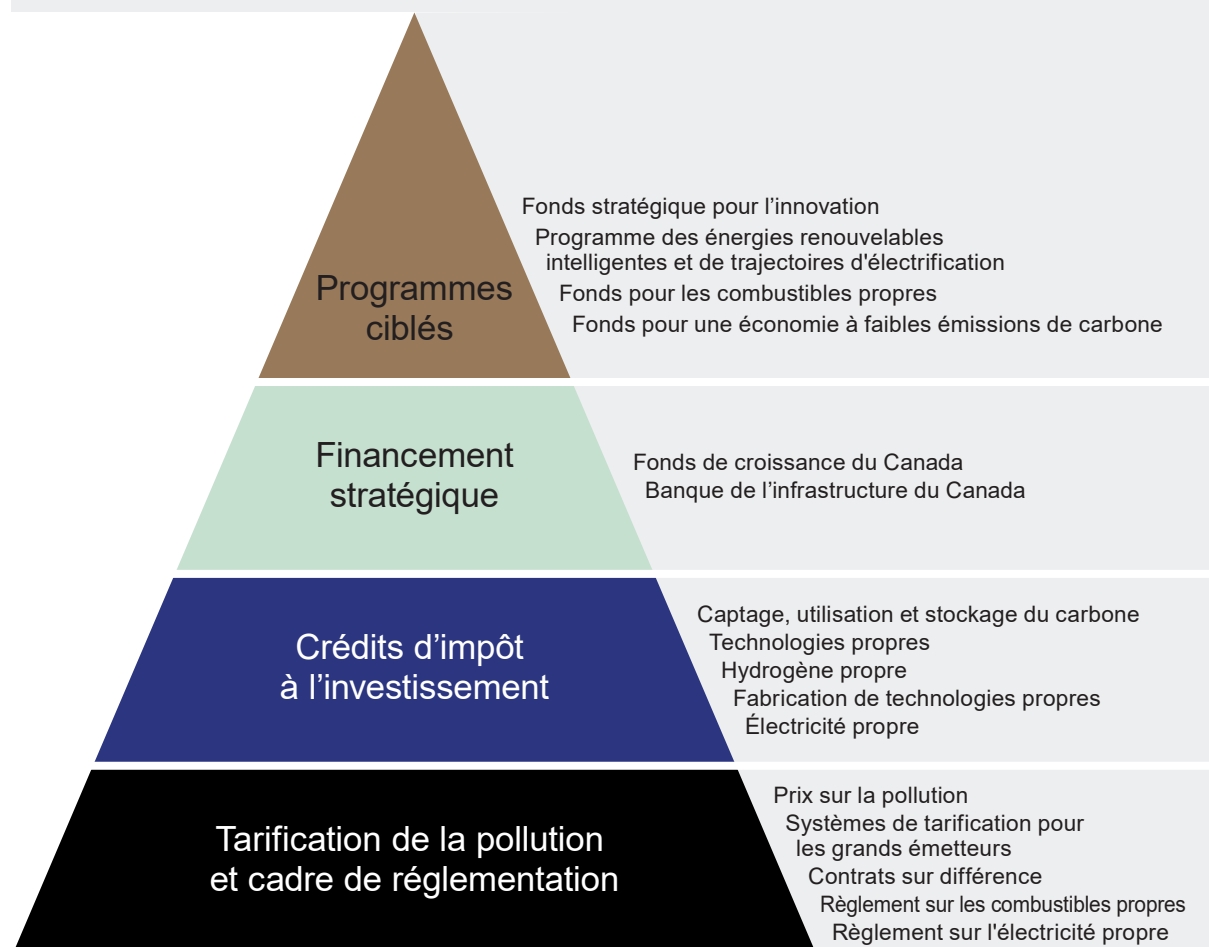 Programmes
ciblés
Fonds stratégique pour l’innovation
Programme des énergies renouvelables
intelligentes et de trajectoires d'électrification
Fonds pour les combustibles propres
Fonds pour une économie à faibles émissions de carbone
Financement
stratégique
Fonds de croissance du Canada
Banque de l’infrastructure du Canada
Crédits d’impôt
à l’investissement
Captage, utilisation et stockage du carbone
Technologies propres
Hydrogène propre
Fabrication de technologies propres
Électricité propre
Tarification de la pollution
et cadre de réglementation
Prix sur la pollution
Systèmes de tarification pour
les grands émetteurs
Contrats sur différence
Règlement sur les combustibles propres
Règlement sur l'électricité propre